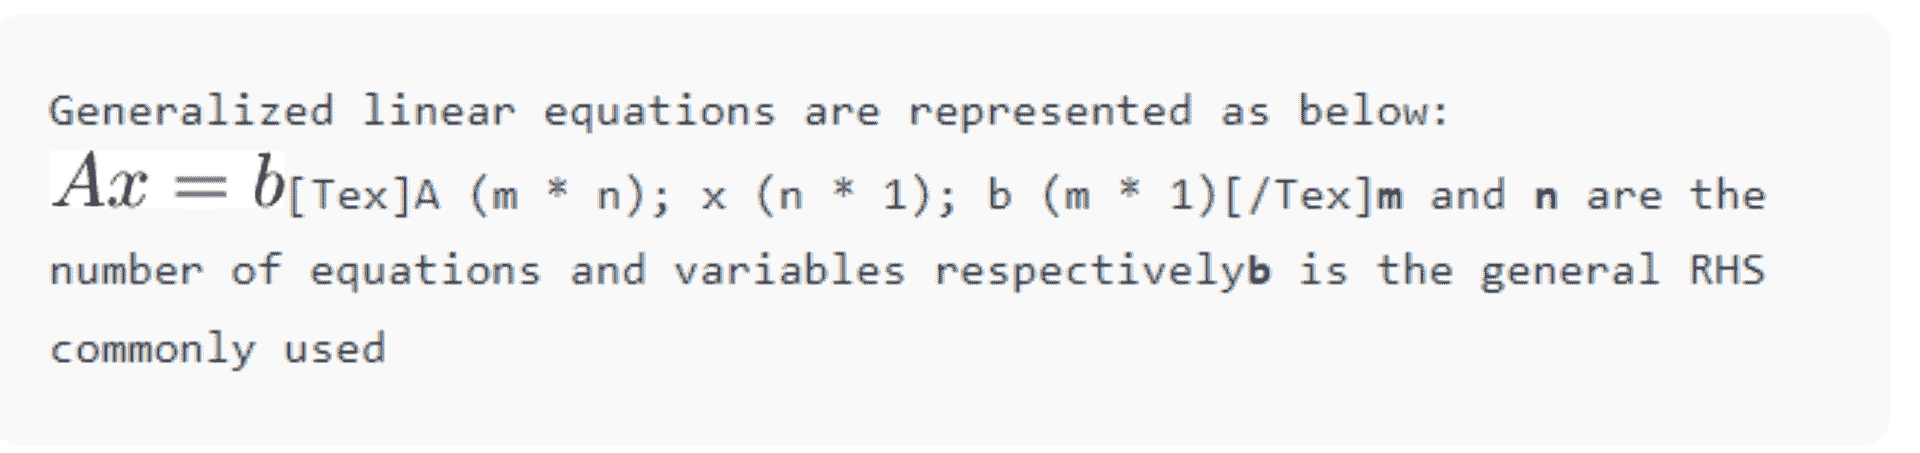 Generalized linear equations are represented as below:
Ax = b[Tex]A (m * n); x (n * 1); b (m * 1)[/Tex]m and n are the
number of equations and variables respectivelyb is the general RHS
commonly used